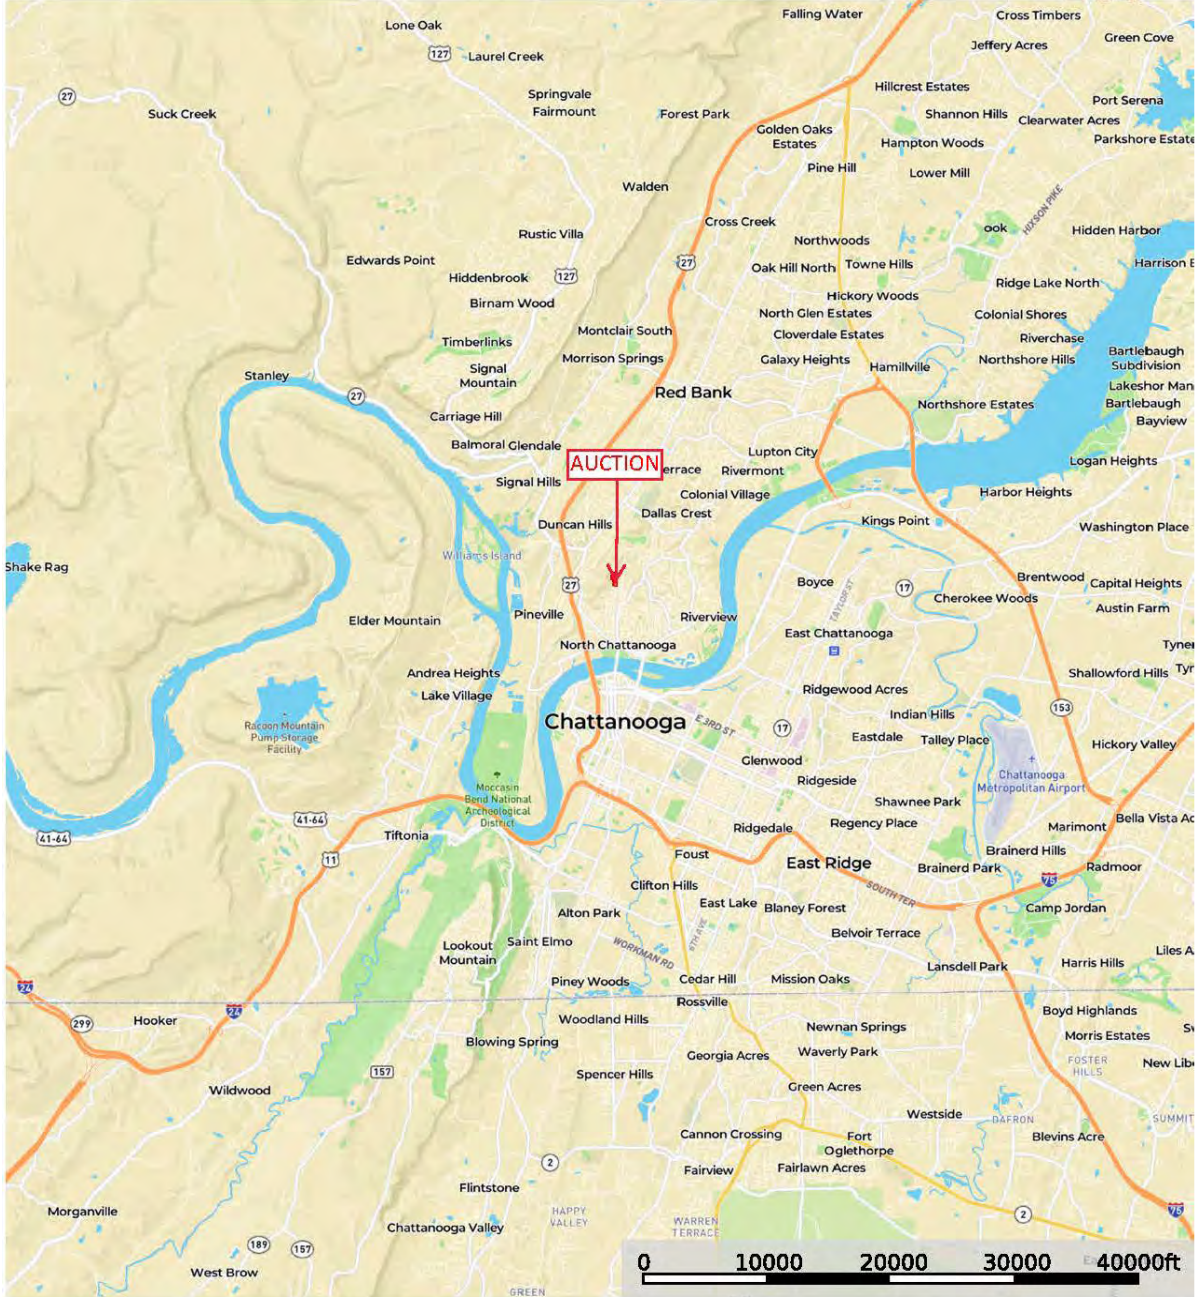 Falling Water
Cross Timbers
Lone Oak
Green Cove
Jeffery Acres
127
Laurel Creek
Hillcrest Estates
27
Springvale
Fairmount
Port Serena
Suck Creek
Forest Park
Shannon Hills
Clearwater Acres
Golden Oaks
Estates
Hampton Woods
Parkshore Estate
Pine Hill
Lower Mill
Walden
HIXSON PIKE
Cross Creek
Rustic Villa
ook
Hidden Harbor
Northwoods
Edwards Point
27
Oak Hill North
Towne Hills
Harrison B
Hiddenbrook
127
Ridge Lake North
Birnam Wood
Hickory Woods
North Glen Estates
Colonial Shores
Montclair South
Cloverdale Estates
Riverchase
Timberlinks
Morrison Springs
Galaxy Heights
Hamillville
Northshore Hills
Bartlebaugh
Subdivision
Signal
Mountain
Stanley
Lakeshor Man
27
Red Bank
Northshore Estates
Bartlebaugh
Carriage Hill
Bayview
Balmoral Glendale
Lupton City
AUCTION
Logan Heights
errace
Rivermont
Signal Hills
Colonial Village
Harbor Heights
Dallas Crest
Duncan Hills
Kings Point
Washington Place
Williams Island
Shake Rag
27
Boyce
17
Brentwood
Capital Heights
TAYLOR ST
Cherokee Woods
Austin Farm
Elder Mountain
Pineville
Riverview
East Chattanooga
North Chattanooga
Tyne
Andrea Heights
Shallowford Hills
Tyr
Lake Village
Ridgewood Acres
153
Racoon Mountain
Pump Storage
Facility
Chattanooga
E 3RD ST
17
Indian Hills
Eastdale
Talley Place
Hickory Valley
Glenwood
Chattanooga
Metropolitan Airport
Ridgeside
Moccasin
Bend National
Archeological
District
Shawnee Park
41-64
41-64
Tiftonia
Ridgedale
Regency Place
Marimont
Bella Vista Ac
11
Foust
East Ridge
Brainerd Hills
Brainerd Park
Radmoor
75
Clifton Hills
SOUTH TER
East Lake
Blaney Forest
Camp Jordan
Alton Park
6TH AVE
Belvoir Terrace
Lookout
Mountain
Saint Elmo
WORKMAN RD
Liles A
Lansdell Park
Harris Hills
24
Piney Woods
Cedar Hill
Mission Oaks
Rossville
24
299
Hooker
Woodland Hills
Boyd Highlands
Newnan Springs
Morris Estates
Sw
Blowing Spring
Georgia Acres
Waverly Park
FOSTER
HILLS
New Libe
157
Spencer Hills
Wildwood
Green Acres
Westside
DAFRON
SUMMIT
Cannon Crossing
Fort
Oglethorpe
Blevins Acre
2
Fairview
Fairlawn Acres
Flintstone
Morganville
HAPPY
VALLEY
WARREN
TERRACE
2
75
Chattanooga Valley
189
157
West Brow
GREEN
0 10000 20000 30000 40000ft